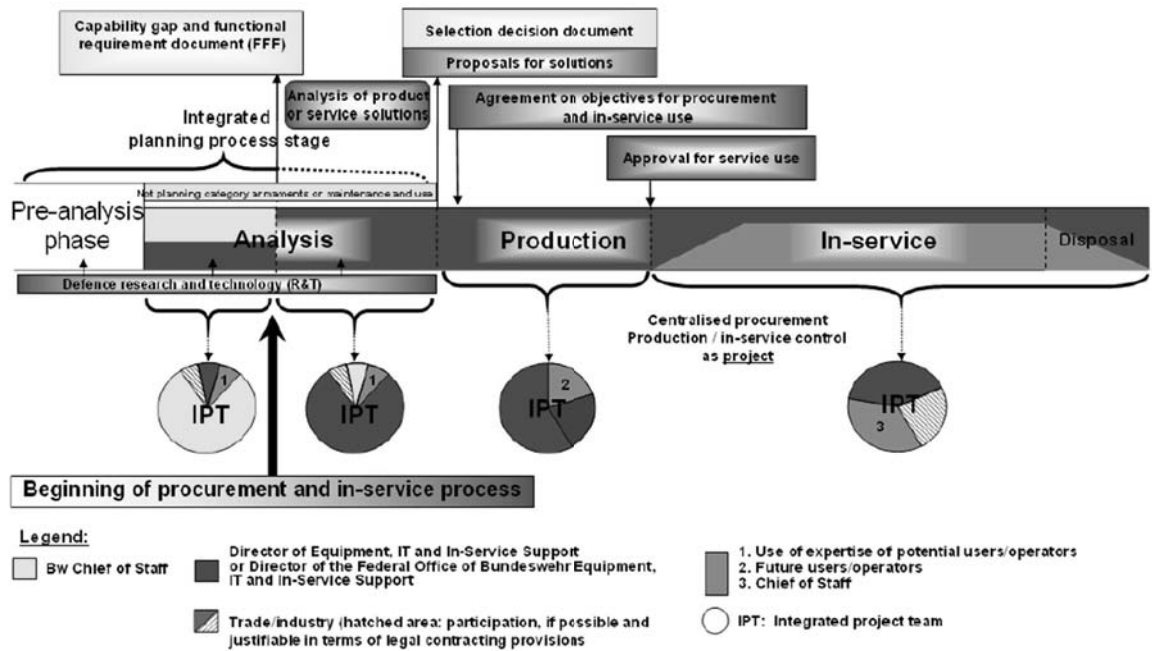 Capability gap and functional
requirement document (FFF)
Selection decision document
Proposals for solutions
Analysis of product
or service solutions
Agreement on objectives for procurement
and in-service use
Integrated
planning process stage
Approval for service use
Not planning category armaments or maintenance and use
Pre-analysis
phase
Analysis
Production
In-service
Disposal
Defence research and technology (R&T)
Centralised procurement
Production / in-service control
as project
1
IPT
1
IPT
2
IPT
IPT
3
Beginning of procurement and in-service process
Legend:
Bw Chief of Staff
Director of Equipment, IT and In-Service Support
or Director of the Federal Office of Bundeswehr Equipment,
IT and In-Service Support
Trade/industry (hatched area: participation, if possible and
justifiable in terms of legal contracting provisions
1. Use of expertise of potential users/operators
2. Future users/operators
3. Chief of Staff
IPT: Integrated project team